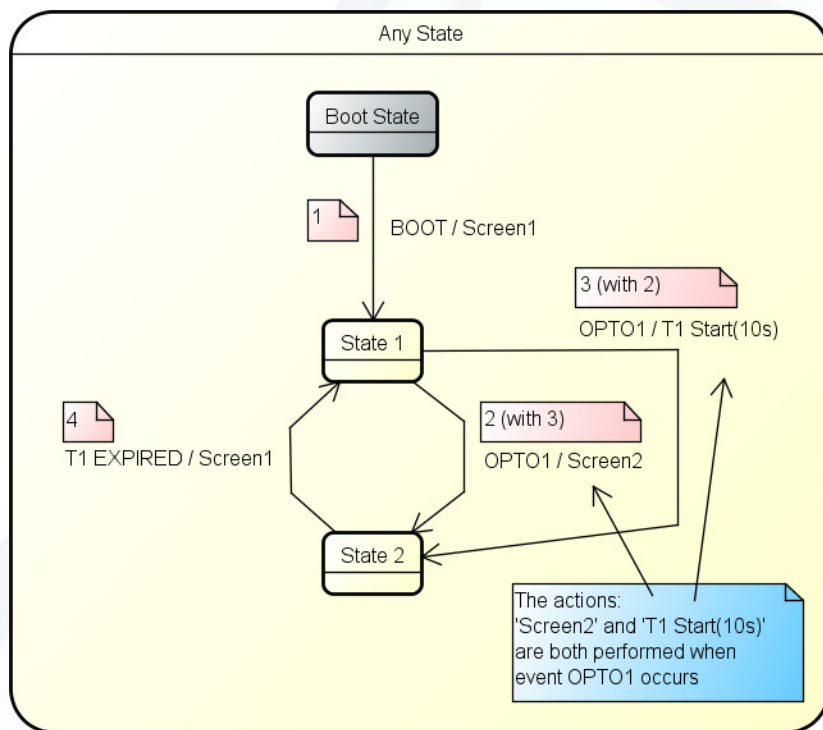 Any State
Boot State
1
BOOT / Screen1
3 (with 2)
OPTO1 / T1 Start(10s)
State 1
4
T1 EXPIRED / Screen1
2 (with 3)
OPTO1 / Screen2
State 2
The actions:
'Screen2' and 'T1 Start(10s)'
are both performed when
event OPTO1 occurs